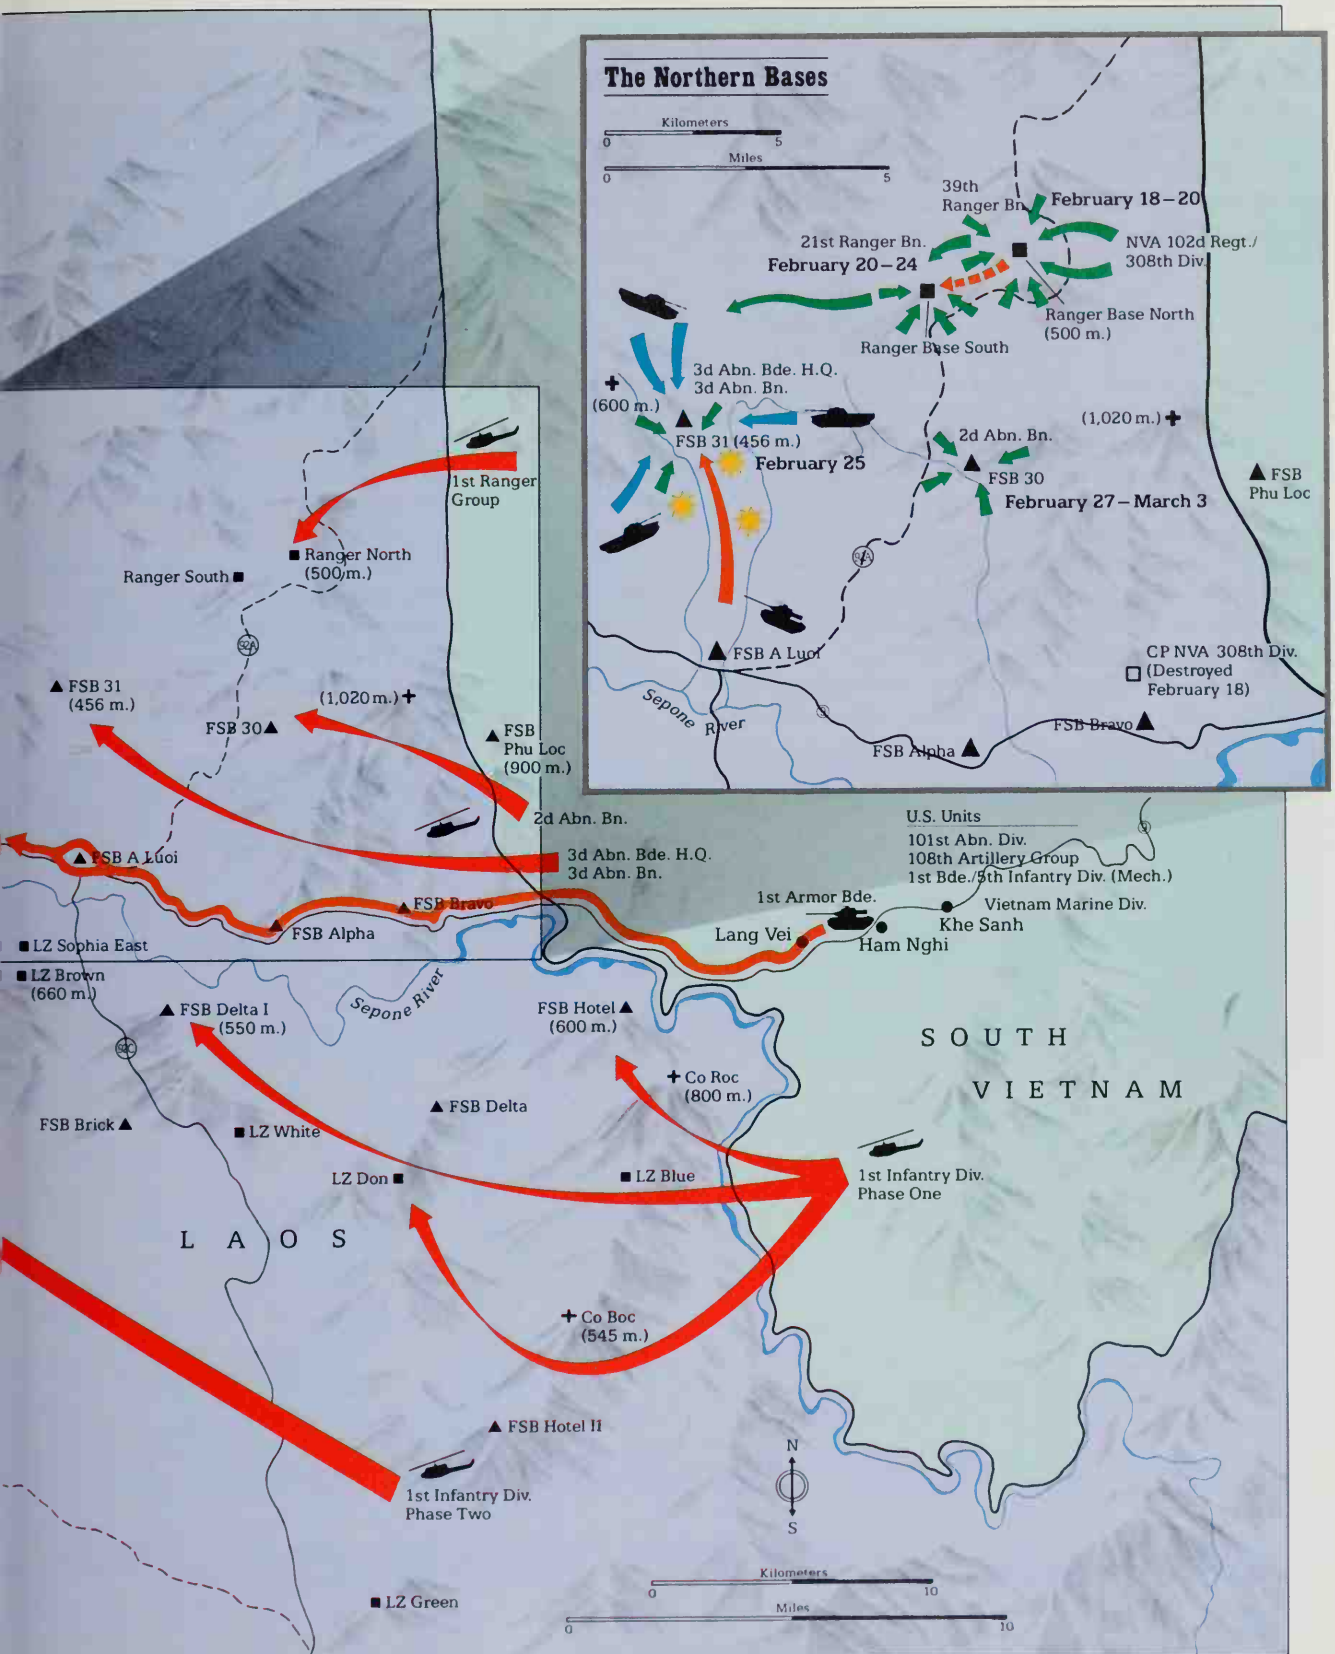 The Northern Bases
Kilometers
0 5
Miles
0 5
39th
Ranger Bn.
February 18–20
21st Ranger Bn.
February 20–24
NVA 102d Regt./
308th Div.
Ranger Base North
(500 m.)
Ranger Base South
3d Abn. Bde. H.Q.
3d Abn. Bn.
(600 m.)
FSB 31 (456 m.)
February 25
(1,020 m.)
2d Abn. Bn.
FSB 30
February 27–March 3
FSB
Phu Loc
92A
FSB A Luoi
CP NVA 308th Div.
(Destroyed
February 18)
Sepone River
9
FSB Bravo
FSB Alpha
1st Ranger
Group
Ranger North
(500 m.)
Ranger South
92A
FSB 31
(456 m.)
(1,020 m.)
FSB 30
FSB
Phu Loc
(900 m.)
2d Abn. Bn.
3d Abn. Bde. H.Q.
3d Abn. Bn.
FSB A Luoi
FSB Bravo
FSB Alpha
U.S. Units
101st Abn. Div.
108th Artillery Group
1st Bde./5th Infantry Div. (Mech.)
9
1st Armor Bde.
Vietnam Marine Div.
Khe Sanh
Lang Vei
Ham Nghi
LZ Sophia East
LZ Brown
(660 m.)
Sepone River
FSB Delta I
(550 m.)
FSB Hotel
(600 m.)
92C
SOUTH
VIETNAM
Co Roc
(800 m.)
FSB Delta
FSB Brick
LZ White
LZ Don
LZ Blue
1st Infantry Div.
Phase One
LAOS
Co Boc
(545 m.)
FSB Hotel II
1st Infantry Div.
Phase Two
N
S
LZ Green
Kilometers
0 10
Miles
0 10